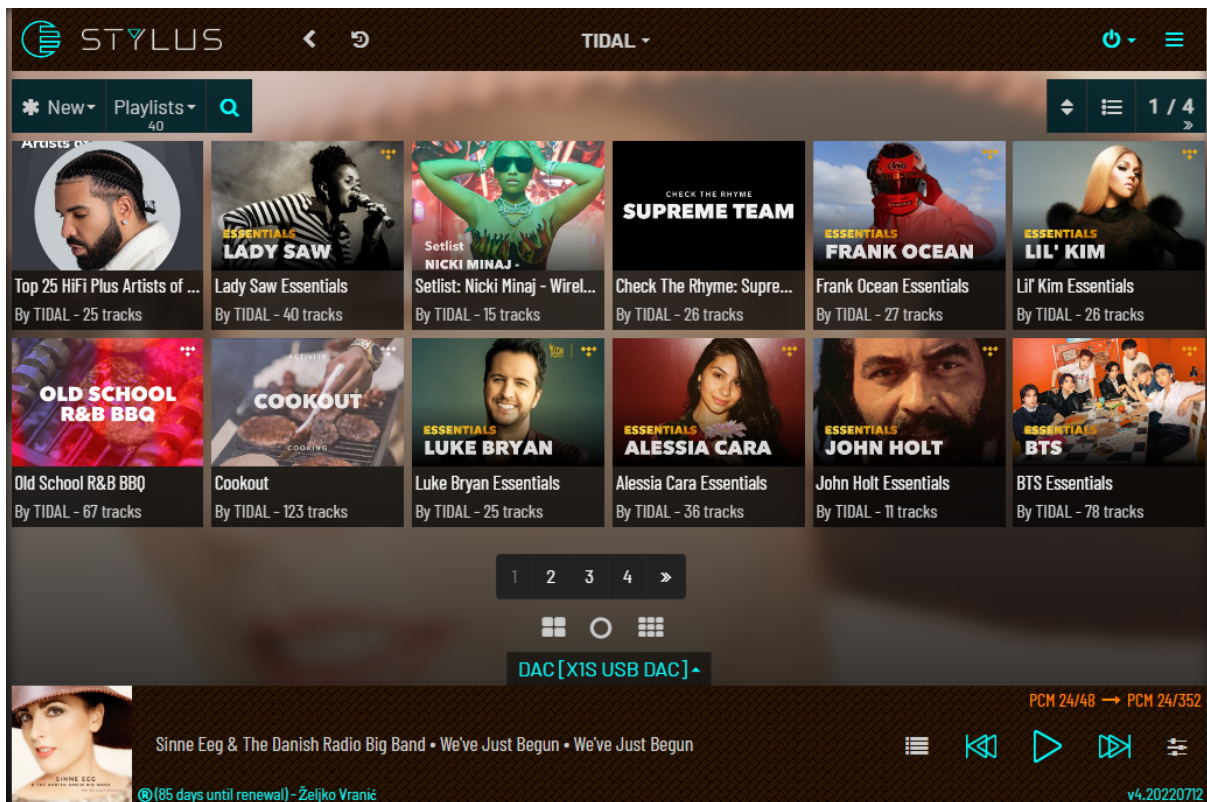 STYLUS
TIDAL
New
Playlists
40
1 / 4
Artists of
ESSENTIALS
LADY SAW
Setlist
NICKI MINAJ -
CHECK THE RHYME
SUPREME TEAM
ESSENTIALS
FRANK OCEAN
ESSENTIALS
LIL' KIM
Top 25 HiFi Plus Artists of ...
Lady Saw Essentials
Setlist: Nicki Minaj - Wirel...
Check The Rhyme: Supre...
Frank Ocean Essentials
Lil' Kim Essentials
By TIDAL - 25 tracks
By TIDAL - 40 tracks
By TIDAL - 15 tracks
By TIDAL - 26 tracks
By TIDAL - 27 tracks
By TIDAL - 26 tracks
OLD SCHOOL
R&B BBQ
COOKOUT
COOKING
ESSENTIALS
LUKE BRYAN
ESSENTIALS
ALESSIA CARA
ESSENTIALS
JOHN HOLT
ESSENTIALS
BTS
Old School R&B BBQ
Cookout
Luke Bryan Essentials
Alessia Cara Essentials
John Holt Essentials
BTS Essentials
By TIDAL - 67 tracks
By TIDAL - 123 tracks
By TIDAL - 25 tracks
By TIDAL - 36 tracks
By TIDAL - 11 tracks
By TIDAL - 78 tracks
1 2 3 4 »
DAC [X1S USB DAC]
PCM 24/48 → PCM 24/352
Sinne Eeg & The Danish Radio Big Band • We've Just Begun • We've Just Begun
SINNE EEG
® (85 days until renewal) - Željko Vranić
v4.20220712